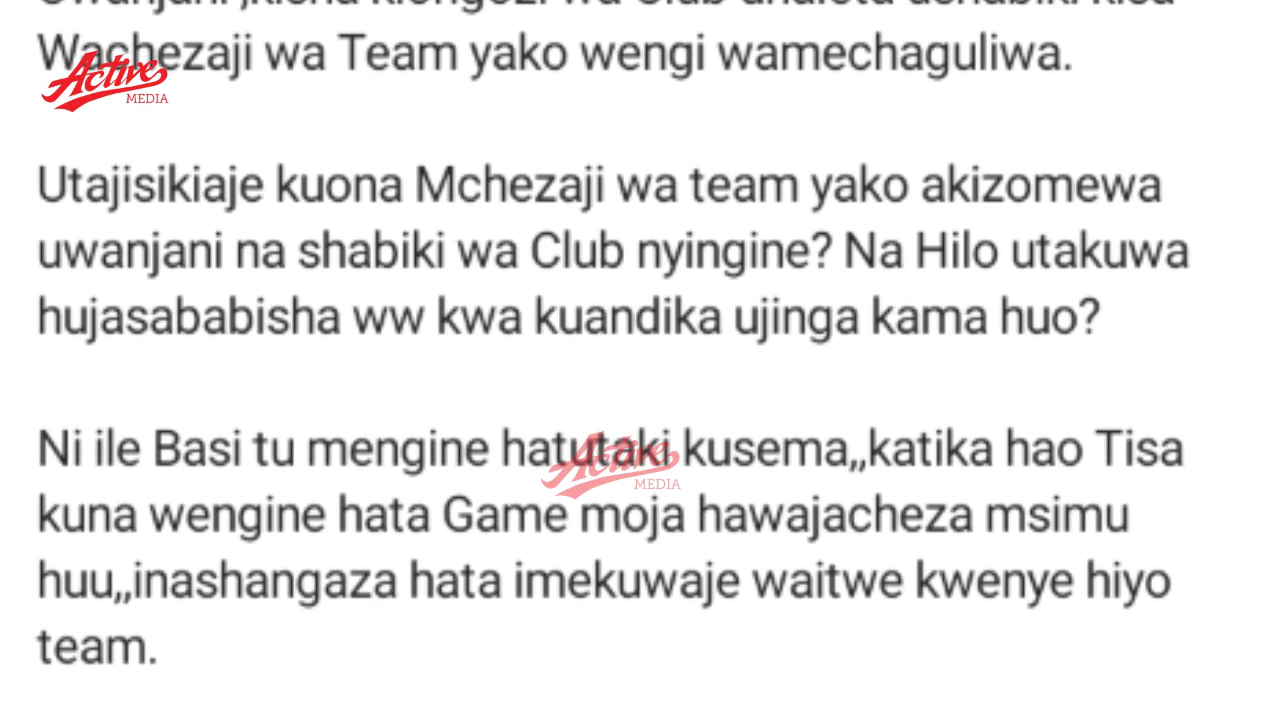 Wachezaji wa Team yako wengi wamechaguliwa.
Active
MEDIA
Utajisikiaje kuona Mchezaji wa team yako akizomewa
uwanjani na shabiki wa Club nyingine? Na Hilo utakuwa
hujasababisha ww kwa kuandika ujinga kama huo?
Ni ile Basi tu mengine hatutaki kusema,,katika hao Tisa
Active
MEDIA
kuna wengine hata Game moja hawajacheza msimu
huu,,inashangaza hata imekuwaje waitwe kwenye hiyo
team.